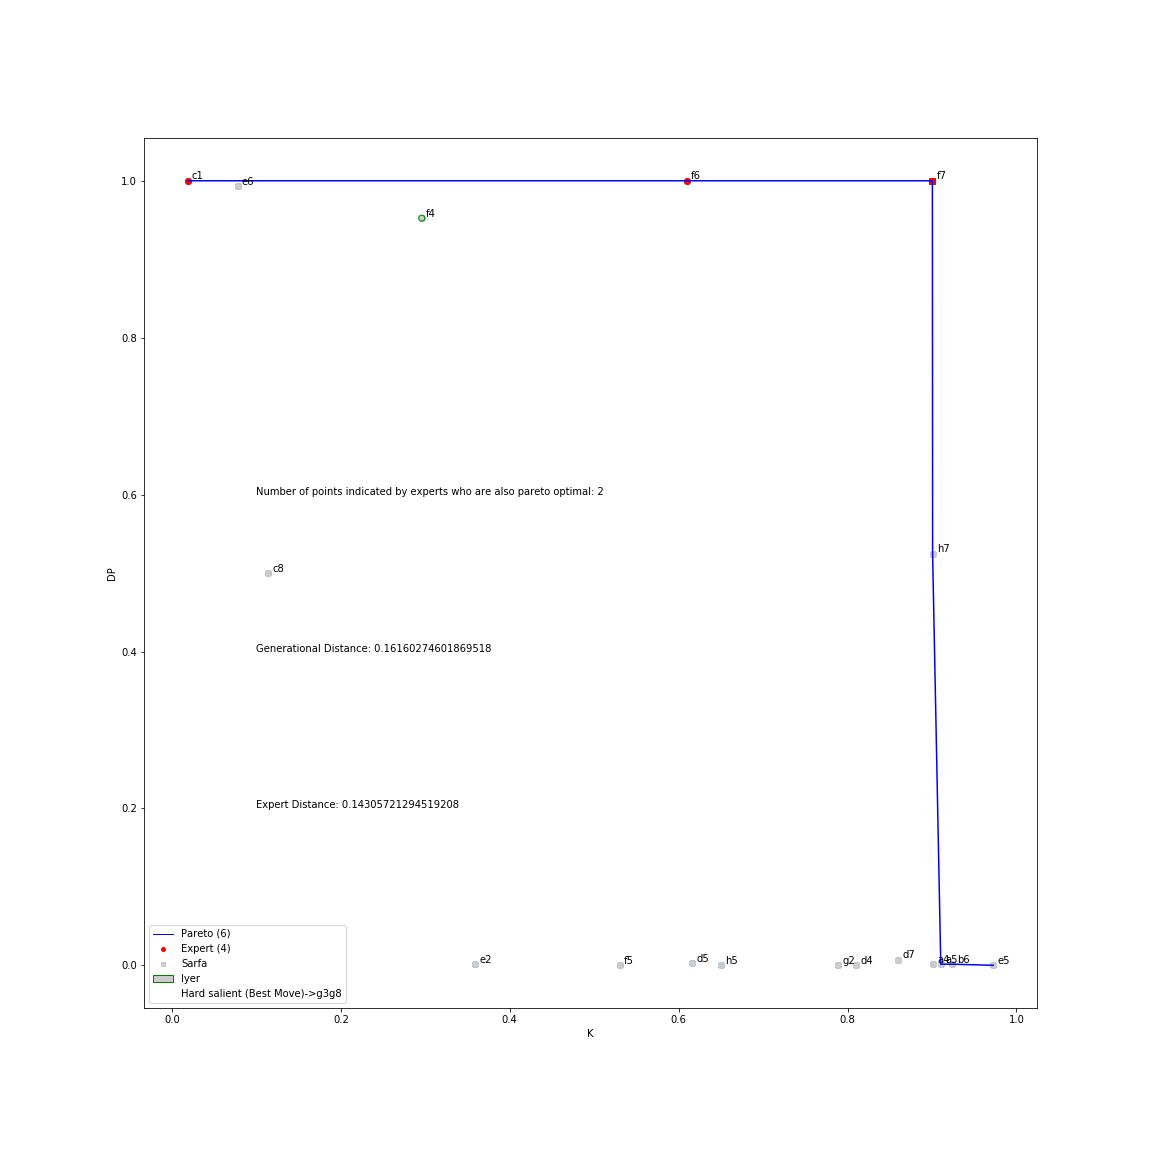 1.0
0.8
0.6
0.4
0.2
0.0
DP
c1
e6
f4
f6
f7
Number of points indicated by experts who are also pareto optimal: 2
h7
c8
Generational Distance: 0.16160274601869518
Expert Distance: 0.14305721294519208
e2
f5
d5
h5
g2
d4
d7
a4
a5
b6
e5
Pareto (6)
Expert (4)
Sarfa
Iyer
Hard salient (Best Move)->g3g8
0.0 0.2 0.4 0.6 0.8 1.0
K